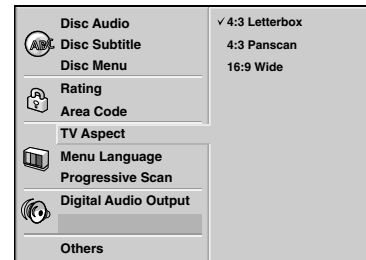 Disc Audio
ABC
Disc Subtitle
Disc Menu
Rating
Area Code
TV Aspect
Menu Language
Progressive Scan
Digital Audio Output
Others
✓ 4:3 Letterbox
4:3 Panscan
16:9 Wide